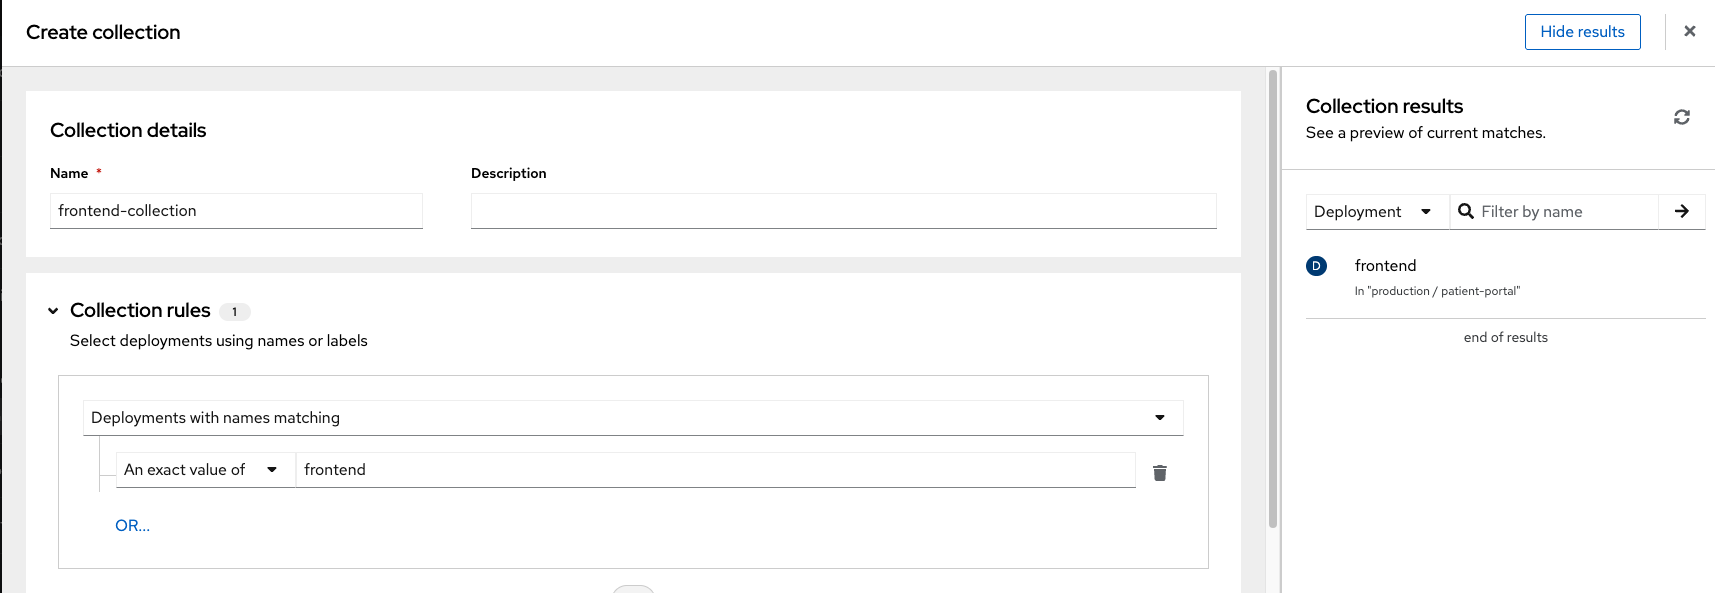 Create collection
Hide results
Collection details
Name *
Description
frontend-collection
Collection rules 1
Select deployments using names or labels
Deployments with names matching
An exact value of
frontend
OR...
Collection results
See a preview of current matches.
Deployment
Filter by name
D frontend
In "production / patient-portal"
end of results